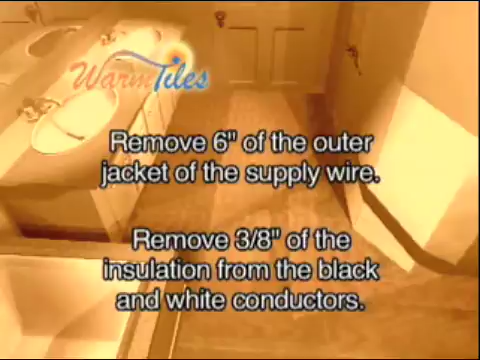 WarmTiles
Remove 6" of the outer
jacket of the supply wire.
Remove 3/8" of the
insulation from the black
and white conductors.